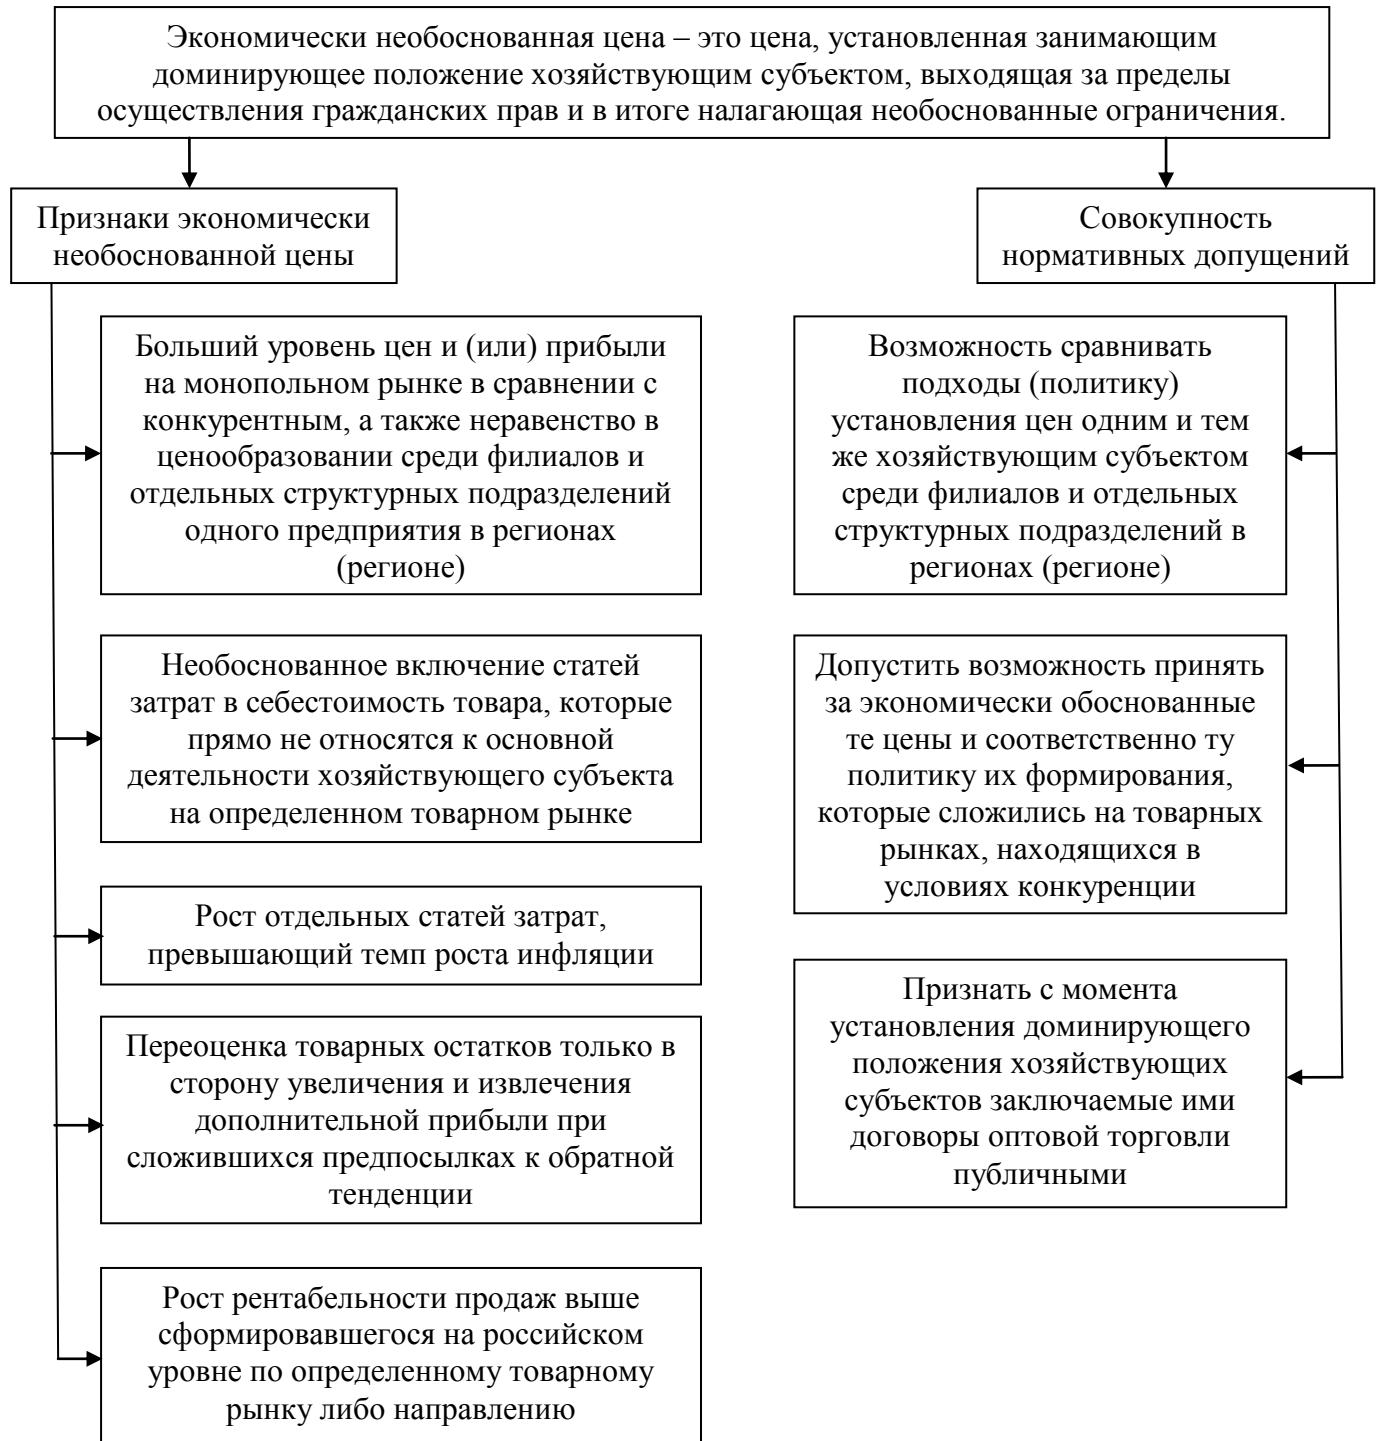 Экономически необоснованная цена – это цена, установленная занимающим
доминирующее положение хозяйствующим субъектом, выходящая за пределы
осуществления гражданских прав и в итоге налагающая необоснованные ограничения.
Признаки экономически
необоснованной цены
Больший уровень цен и (или) прибыли
на монопольном рынке в сравнении с
конкурентным, а также неравенство в
ценообразовании среди филиалов и
отдельных структурных подразделений
одного предприятия в регионах
(регионе)
Необоснованное включение статей
затрат в себестоимость товара, которые
прямо не относятся к основной
деятельности хозяйствующего субъекта
на определенном товарном рынке
Рост отдельных статей затрат,
превышающий темп роста инфляции
Переоценка товарных остатков только в
сторону увеличения и извлечения
дополнительной прибыли при
сложившихся предпосылках к обратной
тенденции
Рост рентабельности продаж выше
сформировавшегося на российском
уровне по определенному товарному
рынку либо направлению
Совокупность
нормативных допущений
Возможность сравнивать
подходы (политику)
установления цен одним и тем
же хозяйствующим субъектом
среди филиалов и отдельных
структурных подразделений в
регионах (регионе)
Допустить возможность принять
за экономически обоснованные
те цены и соответственно ту
политику их формирования,
которые сложились на товарных
рынках, находящихся в
условиях конкуренции
Признать с момента
установления доминирующего
положения хозяйствующих
субъектов заключаемые ими
договоры оптовой торговли
публичными